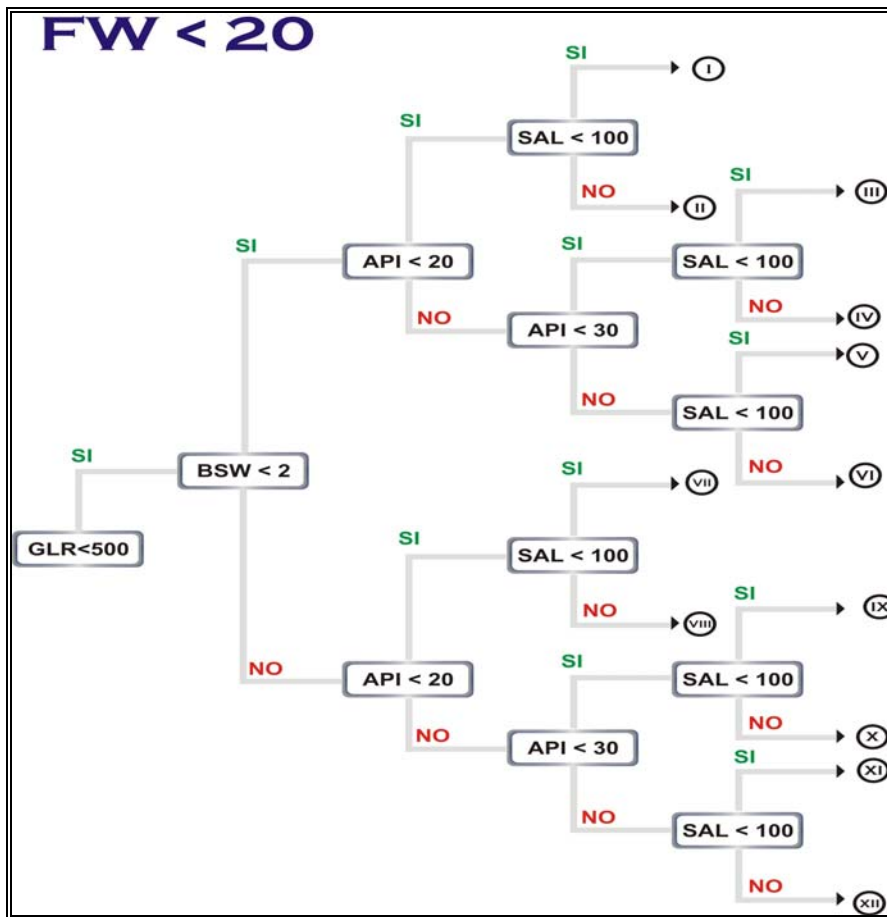 FW < 20
SI
I
SI
SAL < 100
NO
SI
III
II
SI
SI
API < 20
SAL < 100
NO
NO
IV
API < 30
SI
V
NO
SAL < 100
SI
BSW < 2
SI
NO
VI
VII
GLR<500
SI
SAL < 100
SI
NO
IX
VIII
NO
SI
API < 20
SAL < 100
NO
NO
X
API < 30
SI
XI
NO
SAL < 100
NO
XII